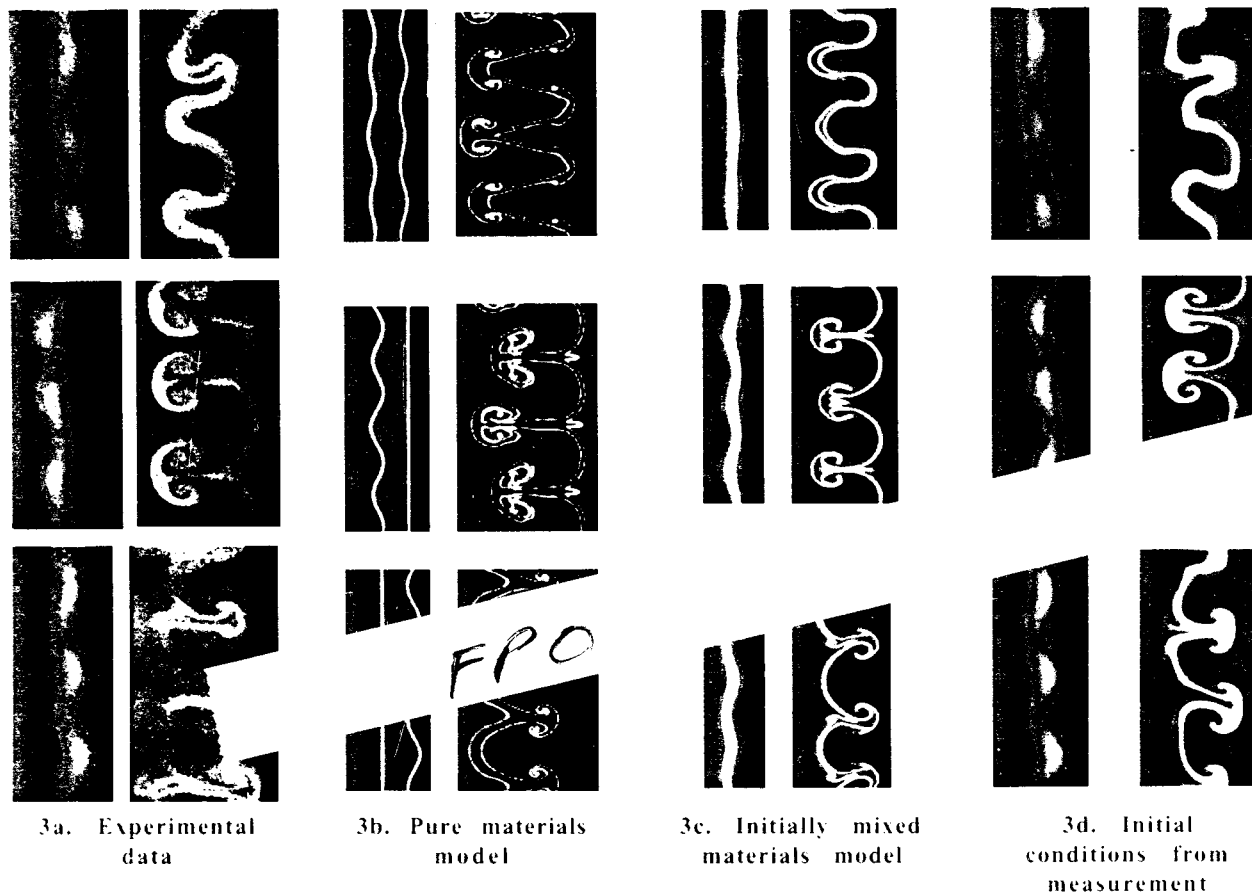 FPO
3a. Experimental
data
3b. Pure materials
model
3c. Initially mixed
materials model
3d. Initial
conditions from
measurement